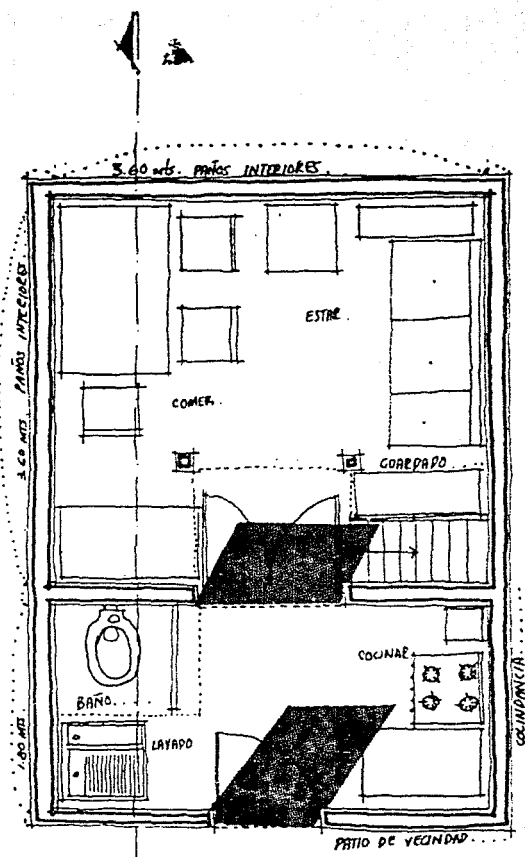 3.60 mts. PAÑOS INTERIORES.
3.60 MTS PAÑOS INTERIORES.
ESTAR.
COMER.
GUARDADO....
COCINAR
BAÑO....
LAVADO
1.80 MTS.
COLINDANCIA.
PATIO DE VECINDAD....